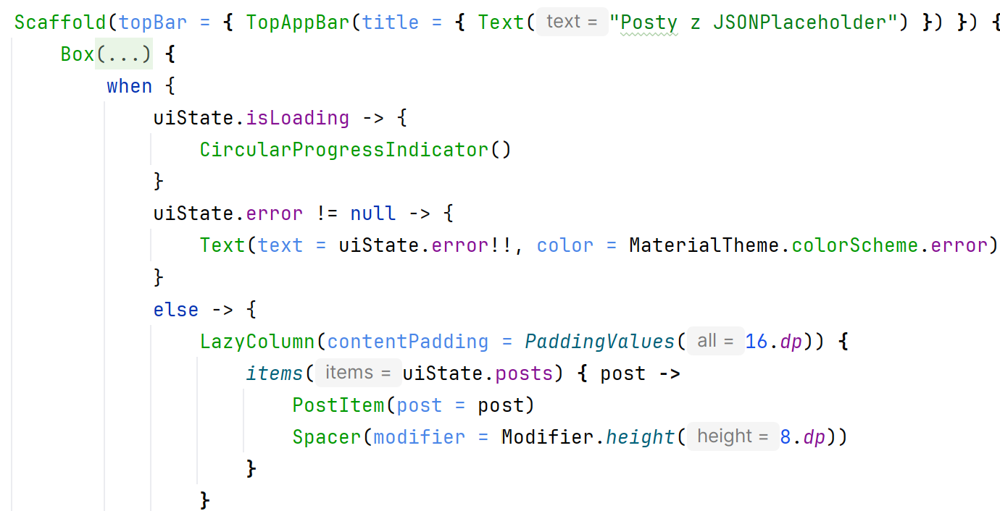 Scaffold(topBar = { TopAppBar(title = { Text( text = "Posty z JSONPlaceholder") }) }) {
Box(...) {
when {
uiState.isLoading -> {
CircularProgressIndicator()
}
uiState.error != null -> {
Text(text = uiState.error!!, color = MaterialTheme.colorScheme.error)
}
else -> {
LazyColumn(contentPadding = PaddingValues( all = 16.dp)) {
items( items = uiState.posts) { post ->
PostItem(post = post)
Spacer(modifier = Modifier.height( height = 8.dp))
}
}